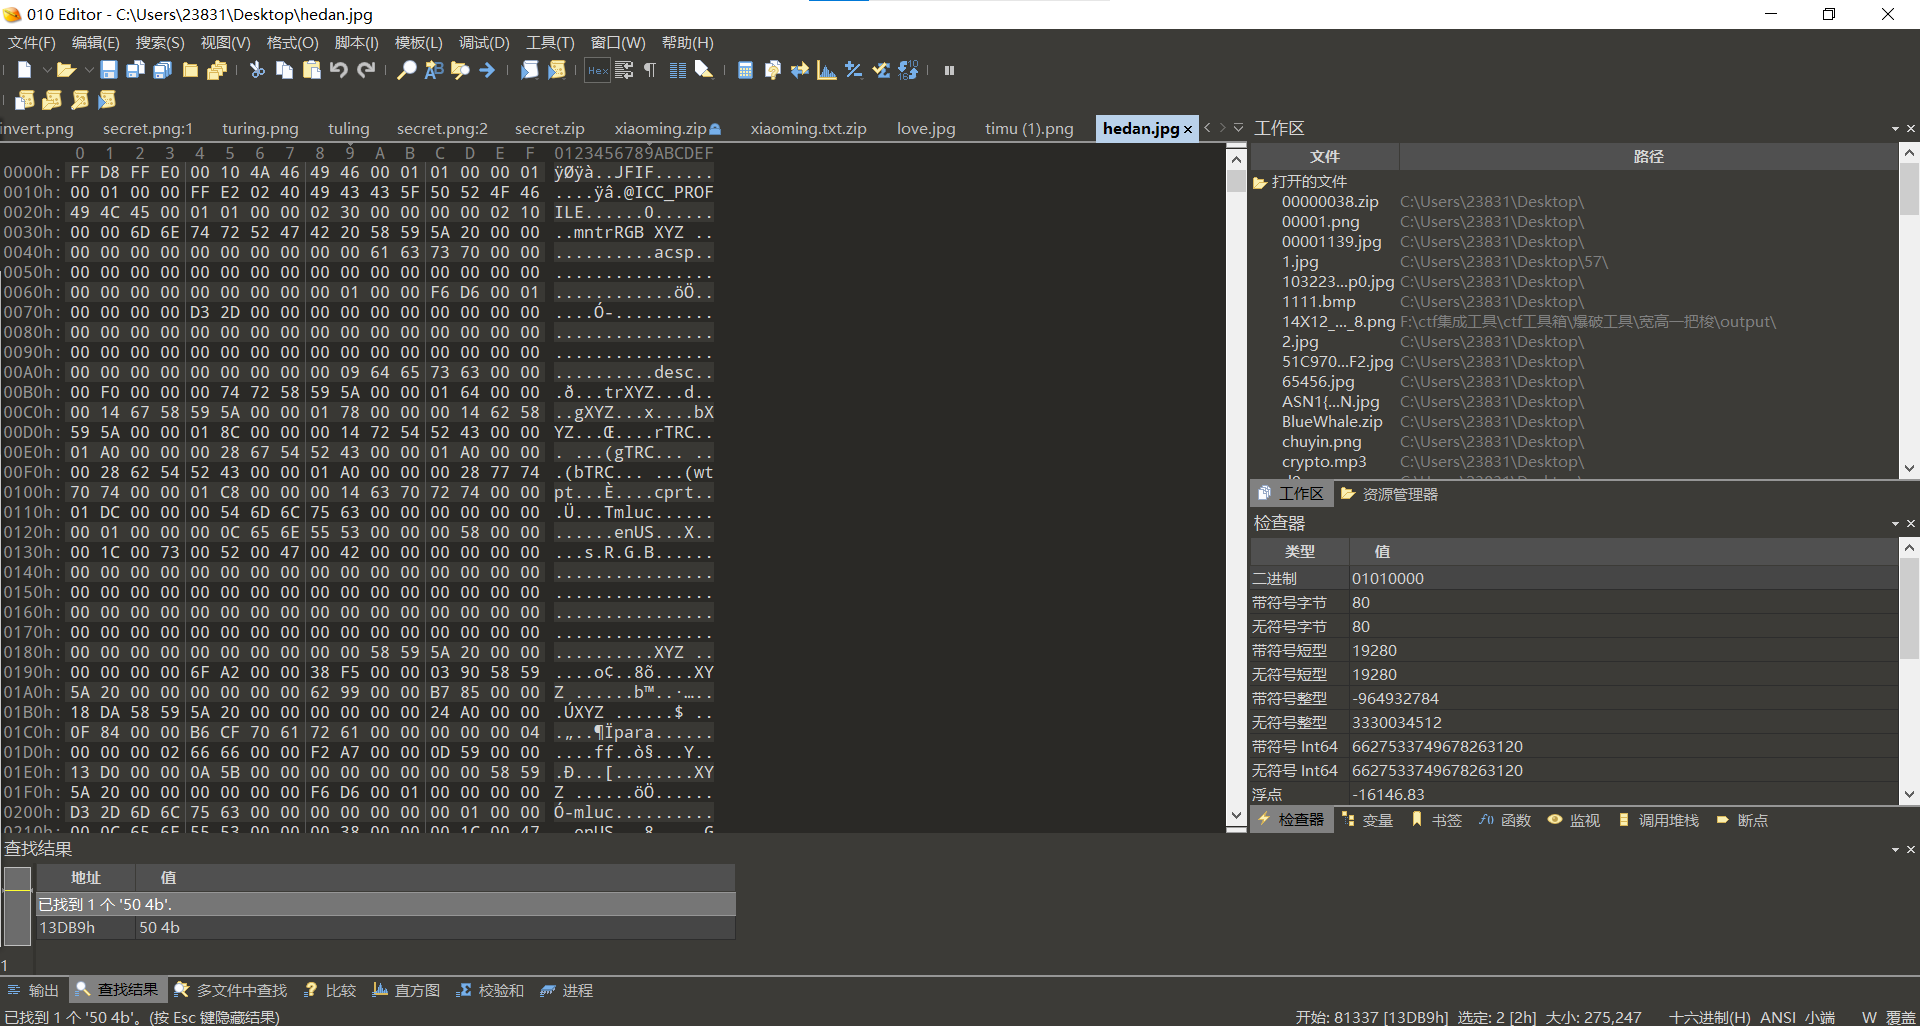 010 Editor - C:\Users\23831\Desktop\hedan.jpg
文件(F) 编辑(E) 搜索(S) 视图(V) 格式(O) 脚本(I) 模板(L) 调试(D) 工具(T) 窗口(W) 帮助(H)
invert.png secret.png:1 turing.png tuling secret.png:2 secret.zip xiaoming.zip xiaoming.txt.zip love.jpg timu (1).png hedan.jpg
0 1 2 3 4 5 6 7 8 9 A B C D E F 0123456789ABCDEF
0000h: FF D8 FF E0 00 10 4A 46 49 46 00 01 01 00 00 01 ÿØÿà..JFIF......
0010h: 00 01 00 00 FF E2 02 40 49 43 43 5F 50 52 4F 46 ....ÿâ.@ICC_PROF
0020h: 49 4C 45 00 01 01 00 00 02 30 00 00 00 00 02 10 ILE......0......
0030h: 00 00 6D 6E 74 72 52 47 42 20 58 59 5A 20 00 00 ..mntrRGB XYZ ..
0040h: 00 00 00 00 00 00 00 00 00 00 61 63 73 70 00 00 ..........acsp..
0050h: 00 00 00 00 00 00 00 00 00 00 00 00 00 00 00 00 ................
0060h: 00 00 00 00 00 00 00 00 00 01 00 00 F6 D6 00 01 ............öÖ..
0070h: 00 00 00 00 D3 2D 00 00 00 00 00 00 00 00 00 00 ....Ó-..........
0080h: 00 00 00 00 00 00 00 00 00 00 00 00 00 00 00 00 ................
0090h: 00 00 00 00 00 00 00 00 00 00 00 00 00 00 00 00 ................
00A0h: 00 00 00 00 00 00 00 00 00 09 64 65 73 63 00 00 ..........desc..
00B0h: 00 F0 00 00 00 74 72 58 59 5A 00 00 01 64 00 00 .ð...trXYZ...d..
00C0h: 00 14 67 58 59 5A 00 00 01 78 00 00 00 14 62 58 ..gXYZ...x....bX
00D0h: 59 5A 00 00 01 8C 00 00 00 14 72 54 52 43 00 00 YZ...Œ....rTRC..
00E0h: 01 A0 00 00 00 28 67 54 52 43 00 00 01 A0 00 00 . ...(gTRC... ..
00F0h: 00 28 62 54 52 43 00 00 01 A0 00 00 00 28 77 74 .(bTRC... ...(wt
0100h: 70 74 00 00 01 C8 00 00 00 14 63 70 72 74 00 00 pt...È....cprt..
0110h: 01 DC 00 00 00 54 6D 6C 75 63 00 00 00 00 00 00 .Ü...Tmluc......
0120h: 00 01 00 00 00 0C 65 6E 55 53 00 00 00 58 00 00 ......enUS...X..
0130h: 00 1C 00 73 00 52 00 47 00 42 00 00 00 00 00 00 ...s.R.G.B......
0140h: 00 00 00 00 00 00 00 00 00 00 00 00 00 00 00 00 ................
0150h: 00 00 00 00 00 00 00 00 00 00 00 00 00 00 00 00 ................
0160h: 00 00 00 00 00 00 00 00 00 00 00 00 00 00 00 00 ................
0170h: 00 00 00 00 00 00 00 00 00 00 00 00 00 00 00 00 ................
0180h: 00 00 00 00 00 00 00 00 00 00 58 59 5A 20 00 00 ..........XYZ ..
0190h: 00 00 00 00 6F A2 00 00 38 F5 00 00 03 90 58 59 ....o¢..8õ....XY
01A0h: 5A 20 00 00 00 00 00 00 62 99 00 00 B7 85 00 00 Z ......b™..·…..
01B0h: 18 DA 58 59 5A 20 00 00 00 00 00 00 24 A0 00 00 .ÚXYZ ......$ ..
01C0h: 0F 84 00 00 B6 CF 70 61 72 61 00 00 00 00 00 04 .„..¶Ïpara......
01D0h: 00 00 00 02 66 66 00 00 F2 A7 00 00 0D 59 00 00 ....ff..ò§...Y..
01E0h: 13 D0 00 00 0A 5B 00 00 00 00 00 00 00 00 58 59 .Ð...[........XY
01F0h: 5A 20 00 00 00 00 00 00 F6 D6 00 01 00 00 00 00 Z ......öÖ......
0200h: D3 2D 6D 6C 75 63 00 00 00 00 00 00 00 01 00 00 Ó-mluc..........
0210h: 00 0C 65 6E 55 53 00 00 00 38 00 00 00 1C 00 47 ..enUS...8.....G
工作区
文件 路径
打开的文件
00000038.zip C:\Users\23831\Desktop\
00001.png C:\Users\23831\Desktop\
00001139.jpg C:\Users\23831\Desktop\
1.jpg C:\Users\23831\Desktop\57\
103223...p0.jpg C:\Users\23831\Desktop\
1111.bmp C:\Users\23831\Desktop\
14X12_..._8.png F:\ctf集成工具\ctf工具箱\爆破工具\宽高一把梭\output\
2.jpg C:\Users\23831\Desktop\
51C970...F2.jpg C:\Users\23831\Desktop\
65456.jpg C:\Users\23831\Desktop\
ASN1{...N.jpg C:\Users\23831\Desktop\
BlueWhale.zip C:\Users\23831\Desktop\
chuyin.png C:\Users\23831\Desktop\
crypto.mp3 C:\Users\23831\Desktop\
工作区 资源管理器
检查器
类型 值
二进制 01010000
带符号字节 80
无符号字节 80
带符号短型 19280
无符号短型 19280
带符号整型 -964932784
无符号整型 3330034512
带符号 Int64 6627533749678263120
无符号 Int64 6627533749678263120
浮点 -16146.83
检查器 变量 书签 函数 监视 调用堆栈 断点
查找结果
地址 值
已找到 1 个 '50 4b'.
13DB9h 50 4b
1
输出 查找结果 多文件中查找 比较 直方图 校验和 进程
已找到 1 个 '50 4b'。(按 Esc 键隐藏结果) 开始: 81337 [13DB9h] 选定: 2 [2h] 大小: 275,247 十六进制(H) ANSI 小端 W 覆盖